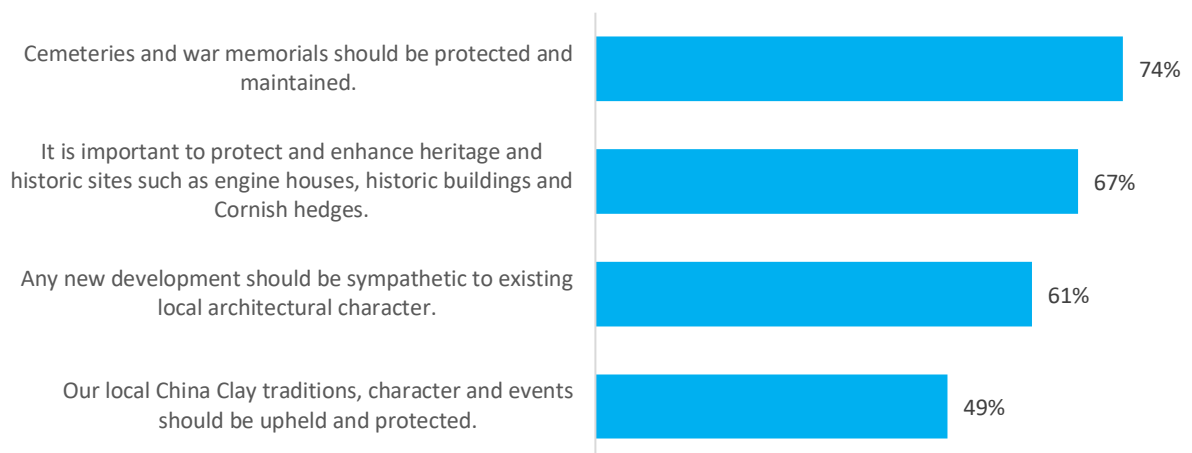 Cemeteries and war memorials should be protected and
maintained.
74%
It is important to protect and enhance heritage and
historic sites such as engine houses, historic buildings and
Cornish hedges.
67%
Any new development should be sympathetic to existing
local architectural character.
61%
Our local China Clay traditions, character and events
should be upheld and protected.
49%